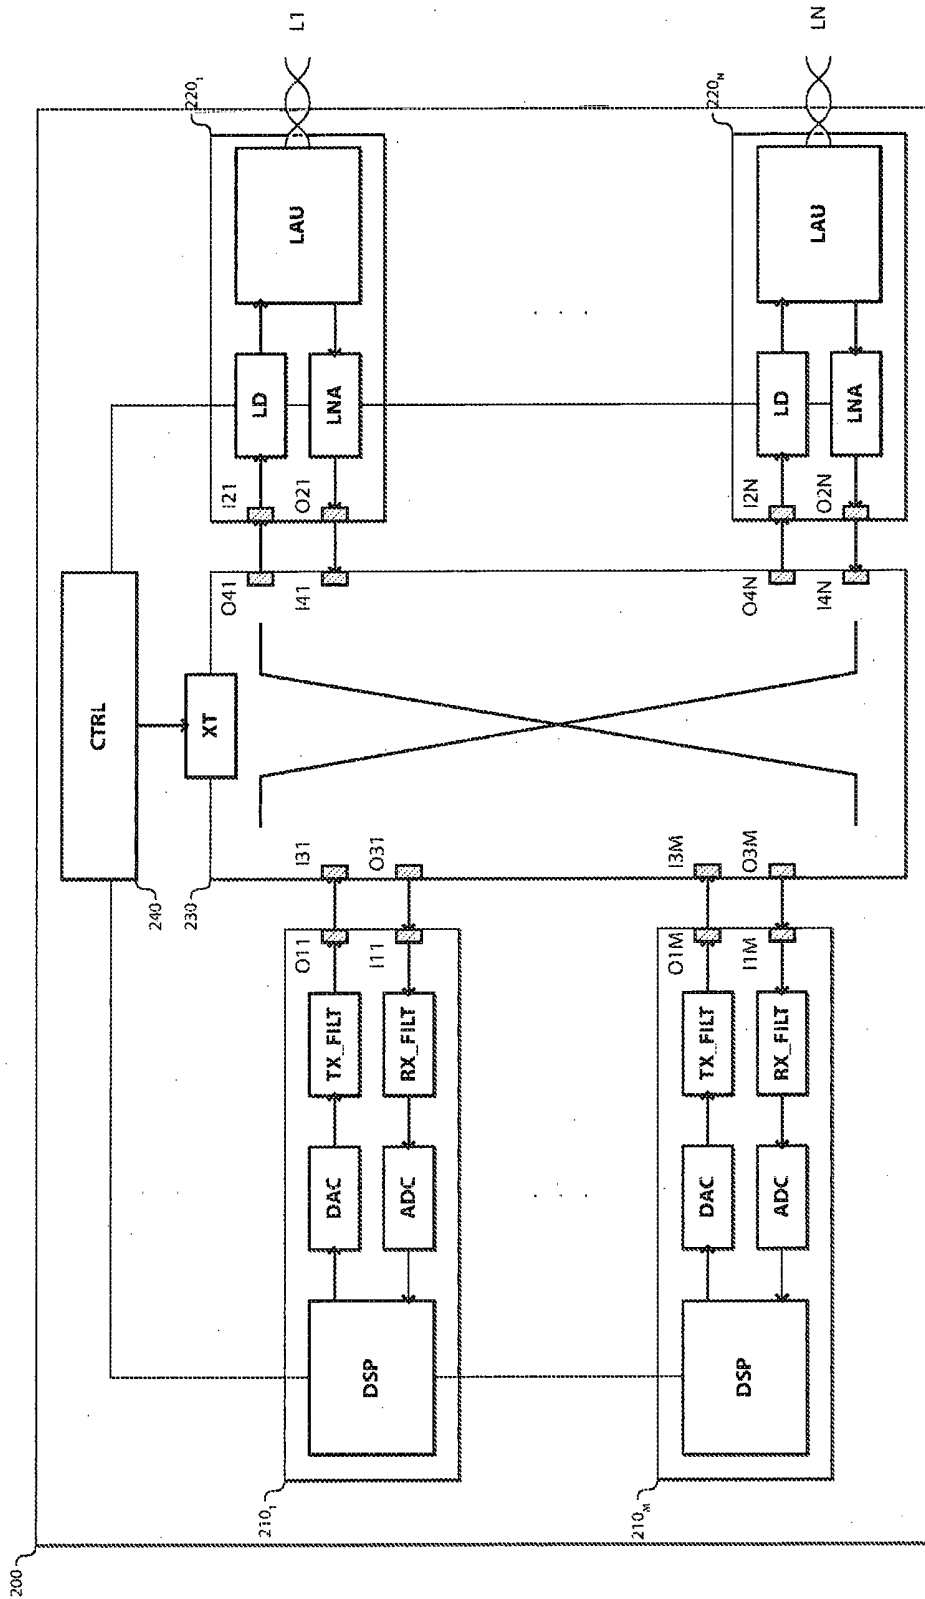 200
CTRL
240
230
XT
210₁
DSP
DAC
TX_FILT
O11
I31
O41
I21
LD
LAU
220₁
L1
ADC
RX_FILT
I11
O31
I41
O21
LNA
. . .
. . .
210M
DSP
DAC
TX_FILT
O1M
I3M
O4N
I2N
LD
LAU
220N
LN
ADC
RX_FILT
I1M
O3M
I4N
O2N
LNA